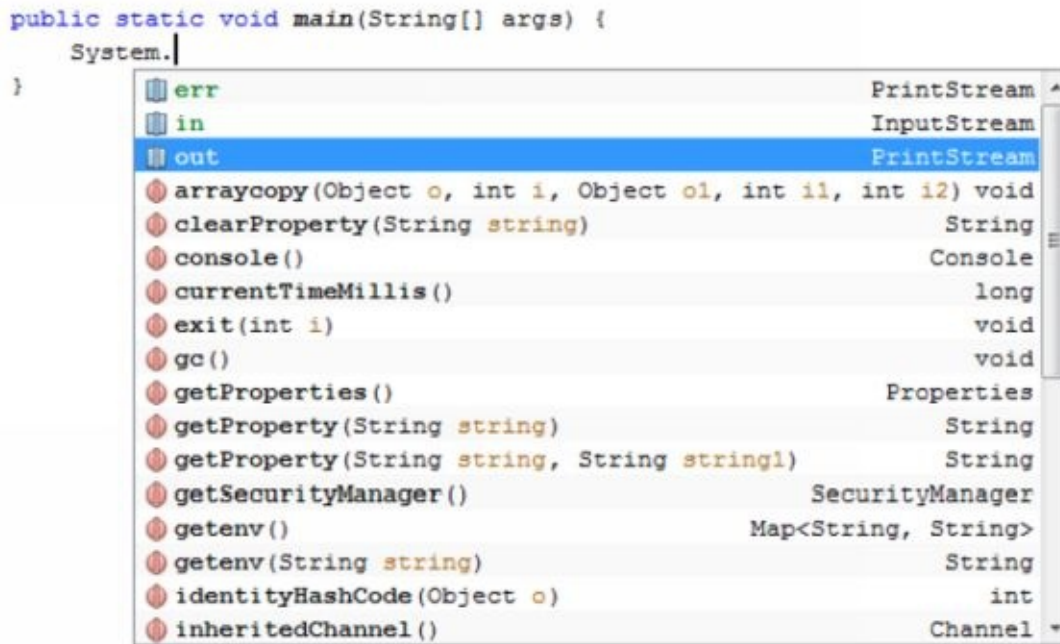 public static void main(String[] args) {
System.
}
err PrintStream
in InputStream
out PrintStream
arraycopy(Object o, int i, Object o1, int i1, int i2) void
clearProperty(String string) String
console() Console
currentTimeMillis() long
exit(int i) void
gc() void
getProperties() Properties
getProperty(String string) String
getProperty(String string, String string1) String
getSecurityManager() SecurityManager
getenv() Map<String, String>
getenv(String string) String
identityHashCode(Object o) int
inheritedChannel() Channel